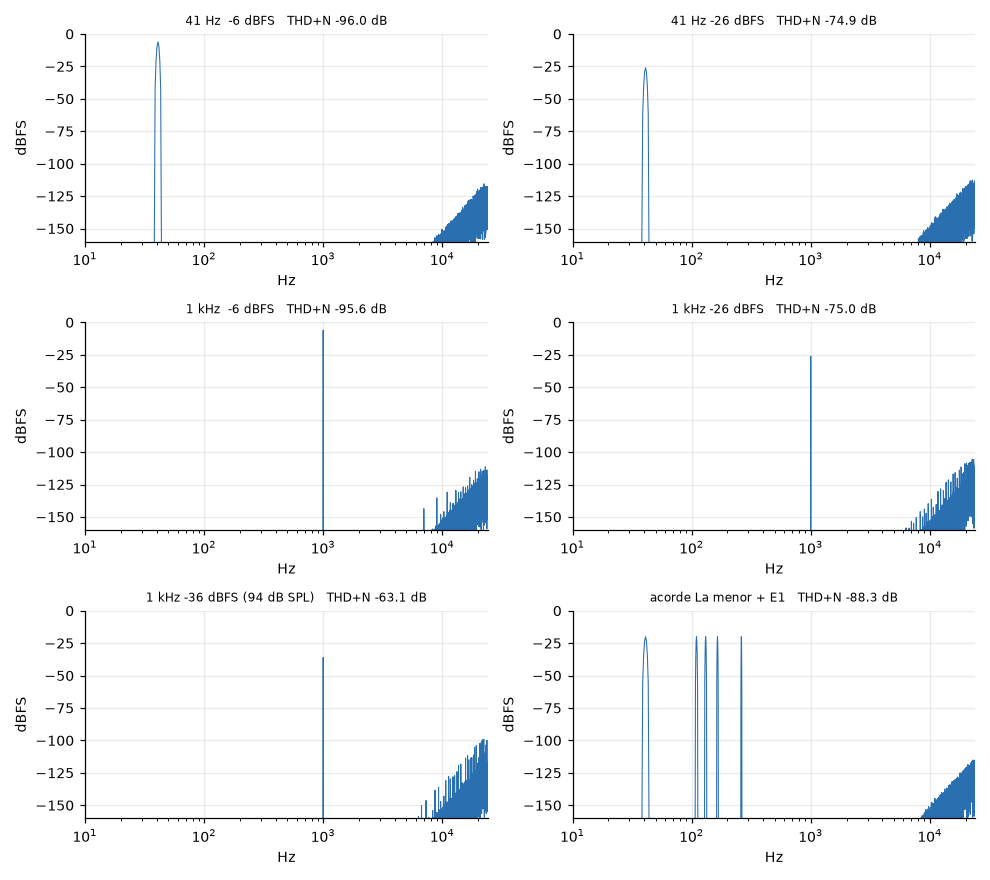 41 Hz -6 dBFS THD+N -96.0 dB
0
−25
−50
−75
−100
−125
−150
dBFS
10¹ 10² 10³ 10⁴
Hz
41 Hz -26 dBFS THD+N -74.9 dB
0
−25
−50
−75
−100
−125
−150
dBFS
10¹ 10² 10³ 10⁴
Hz
1 kHz -6 dBFS THD+N -95.6 dB
0
−25
−50
−75
−100
−125
−150
dBFS
10¹ 10² 10³ 10⁴
Hz
1 kHz -26 dBFS THD+N -75.0 dB
0
−25
−50
−75
−100
−125
−150
dBFS
10¹ 10² 10³ 10⁴
Hz
1 kHz -36 dBFS (94 dB SPL) THD+N -63.1 dB
0
−25
−50
−75
−100
−125
−150
dBFS
10¹ 10² 10³ 10⁴
Hz
acorde La menor + E1 THD+N -88.3 dB
0
−25
−50
−75
−100
−125
−150
dBFS
10¹ 10² 10³ 10⁴
Hz